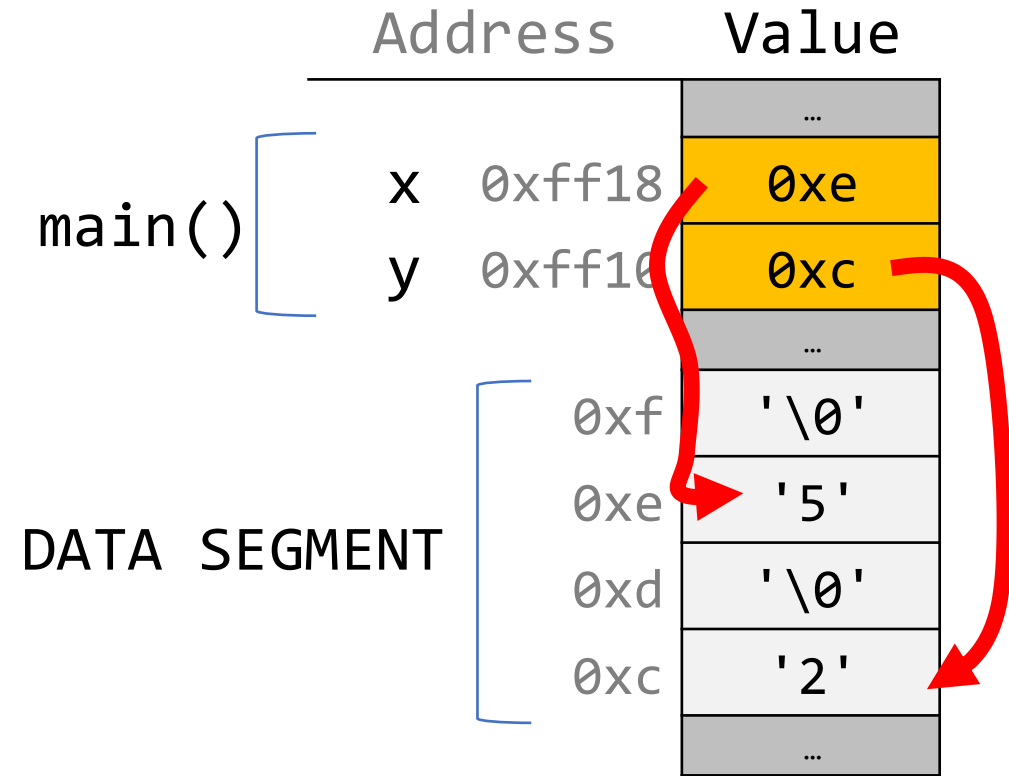 Address Value
…
x 0xff18 0xe
main()
y 0xff10 0xc
…
0xf '\0'
0xe '5'
DATA SEGMENT
0xd '\0'
0xc '2'
…